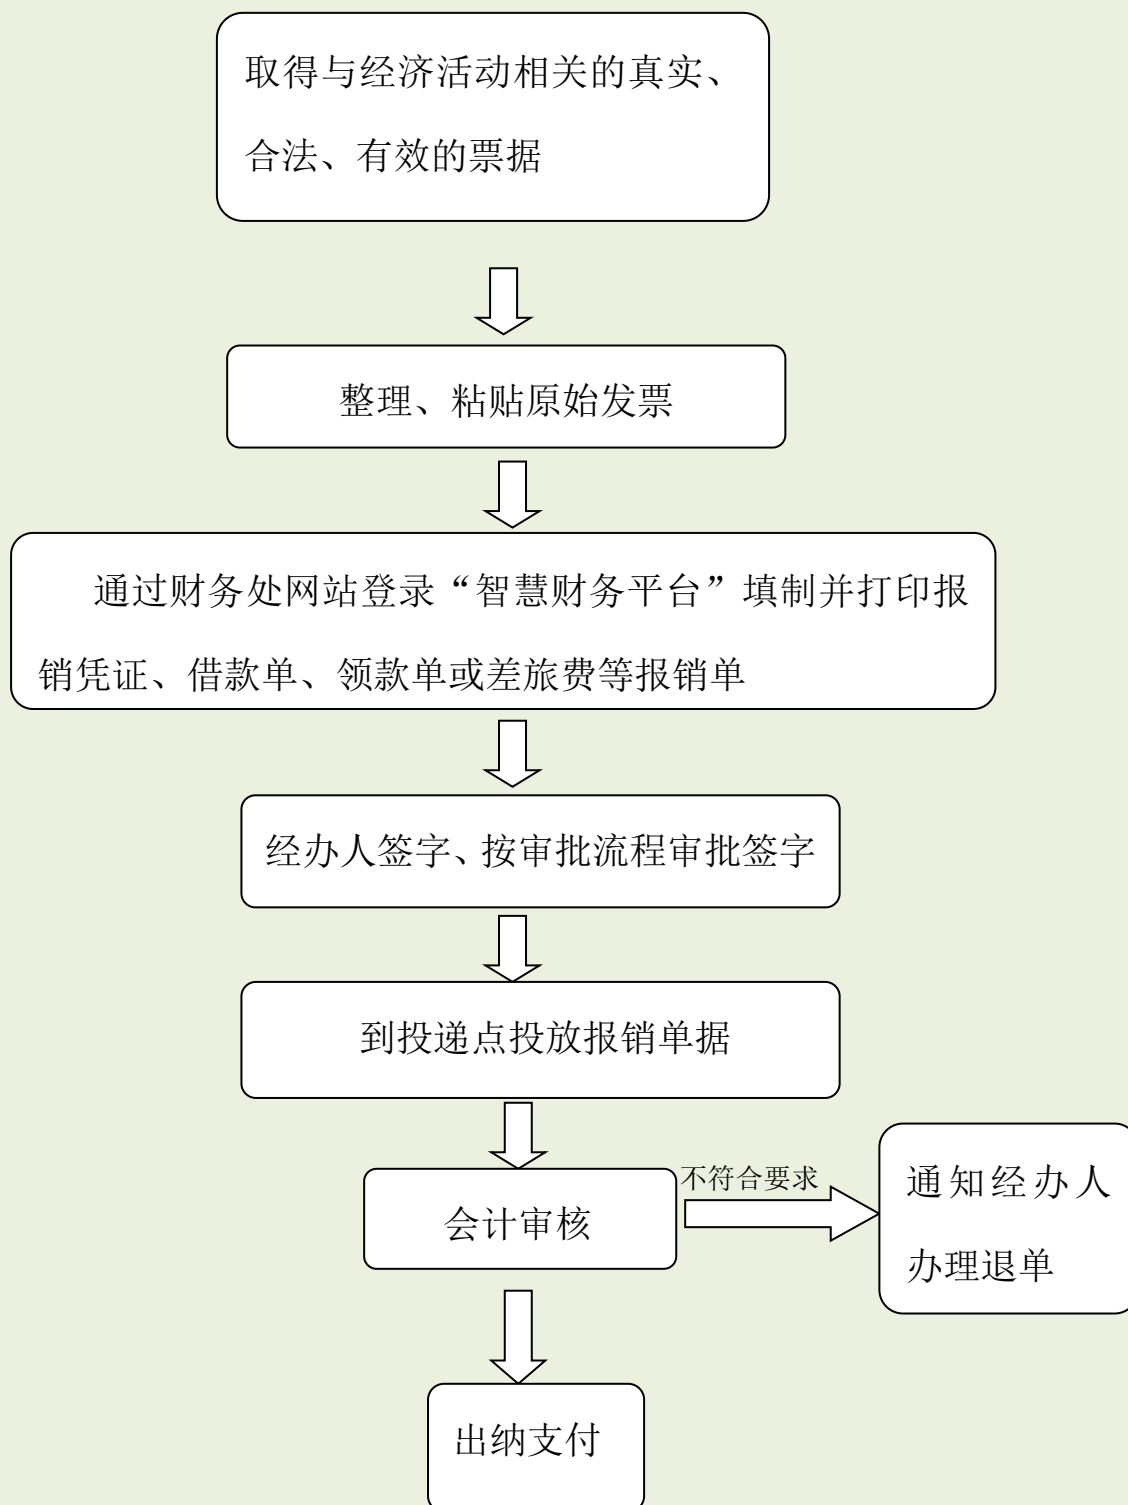 取得与经济活动相关的真实、
合法、有效的票据
整理、粘贴原始发票
通过财务处网站登录“智慧财务平台”填制并打印报
销凭证、借款单、领款单或差旅费等报销单
经办人签字、按审批流程审批签字
到投递点投放报销单据
会计审核
不符合要求
通知经办人
办理退单
出纳支付